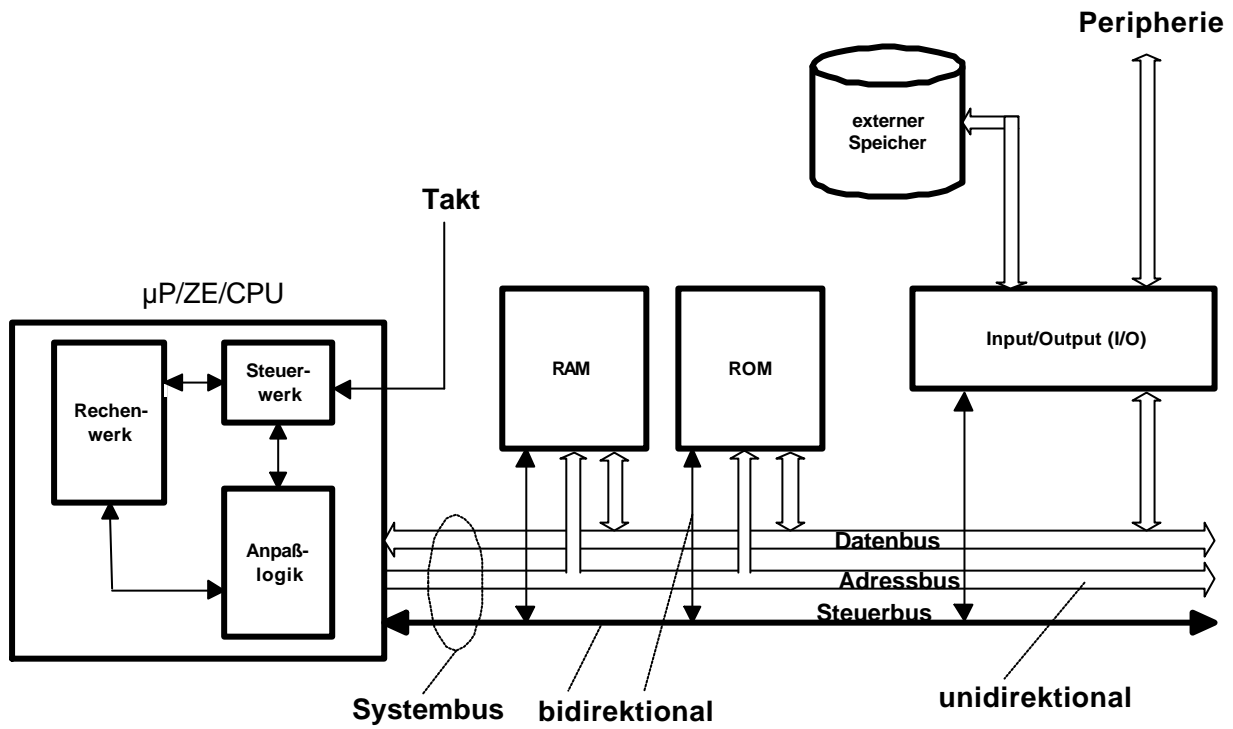 Peripherie
externer
Speicher
Takt
µP/ZE/CPU
Steuer-
werk
Rechen-
werk
Anpaß-
logik
RAM
ROM
Input/Output (I/O)
Datenbus
Adressbus
Steuerbus
Systembus
bidirektional
unidirektional